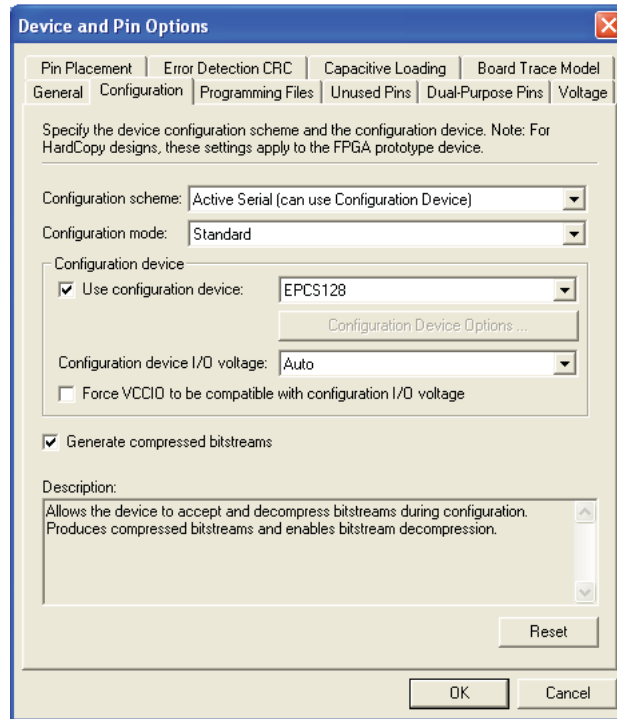 Device and Pin Options
Pin Placement Error Detection CRC Capacitive Loading Board Trace Model
General Configuration Programming Files Unused Pins Dual-Purpose Pins Voltage
Specify the device configuration scheme and the configuration device. Note: For
HardCopy designs, these settings apply to the FPGA prototype device.
Configuration scheme: Active Serial (can use Configuration Device)
Configuration mode: Standard
Configuration device
Use configuration device: EPCS128
Configuration Device Options ...
Configuration device I/O voltage: Auto
Force VCCIO to be compatible with configuration I/O voltage
Generate compressed bitstreams
Description:
Allows the device to accept and decompress bitstreams during configuration.
Produces compressed bitstreams and enables bitstream decompression.
Reset
OK Cancel